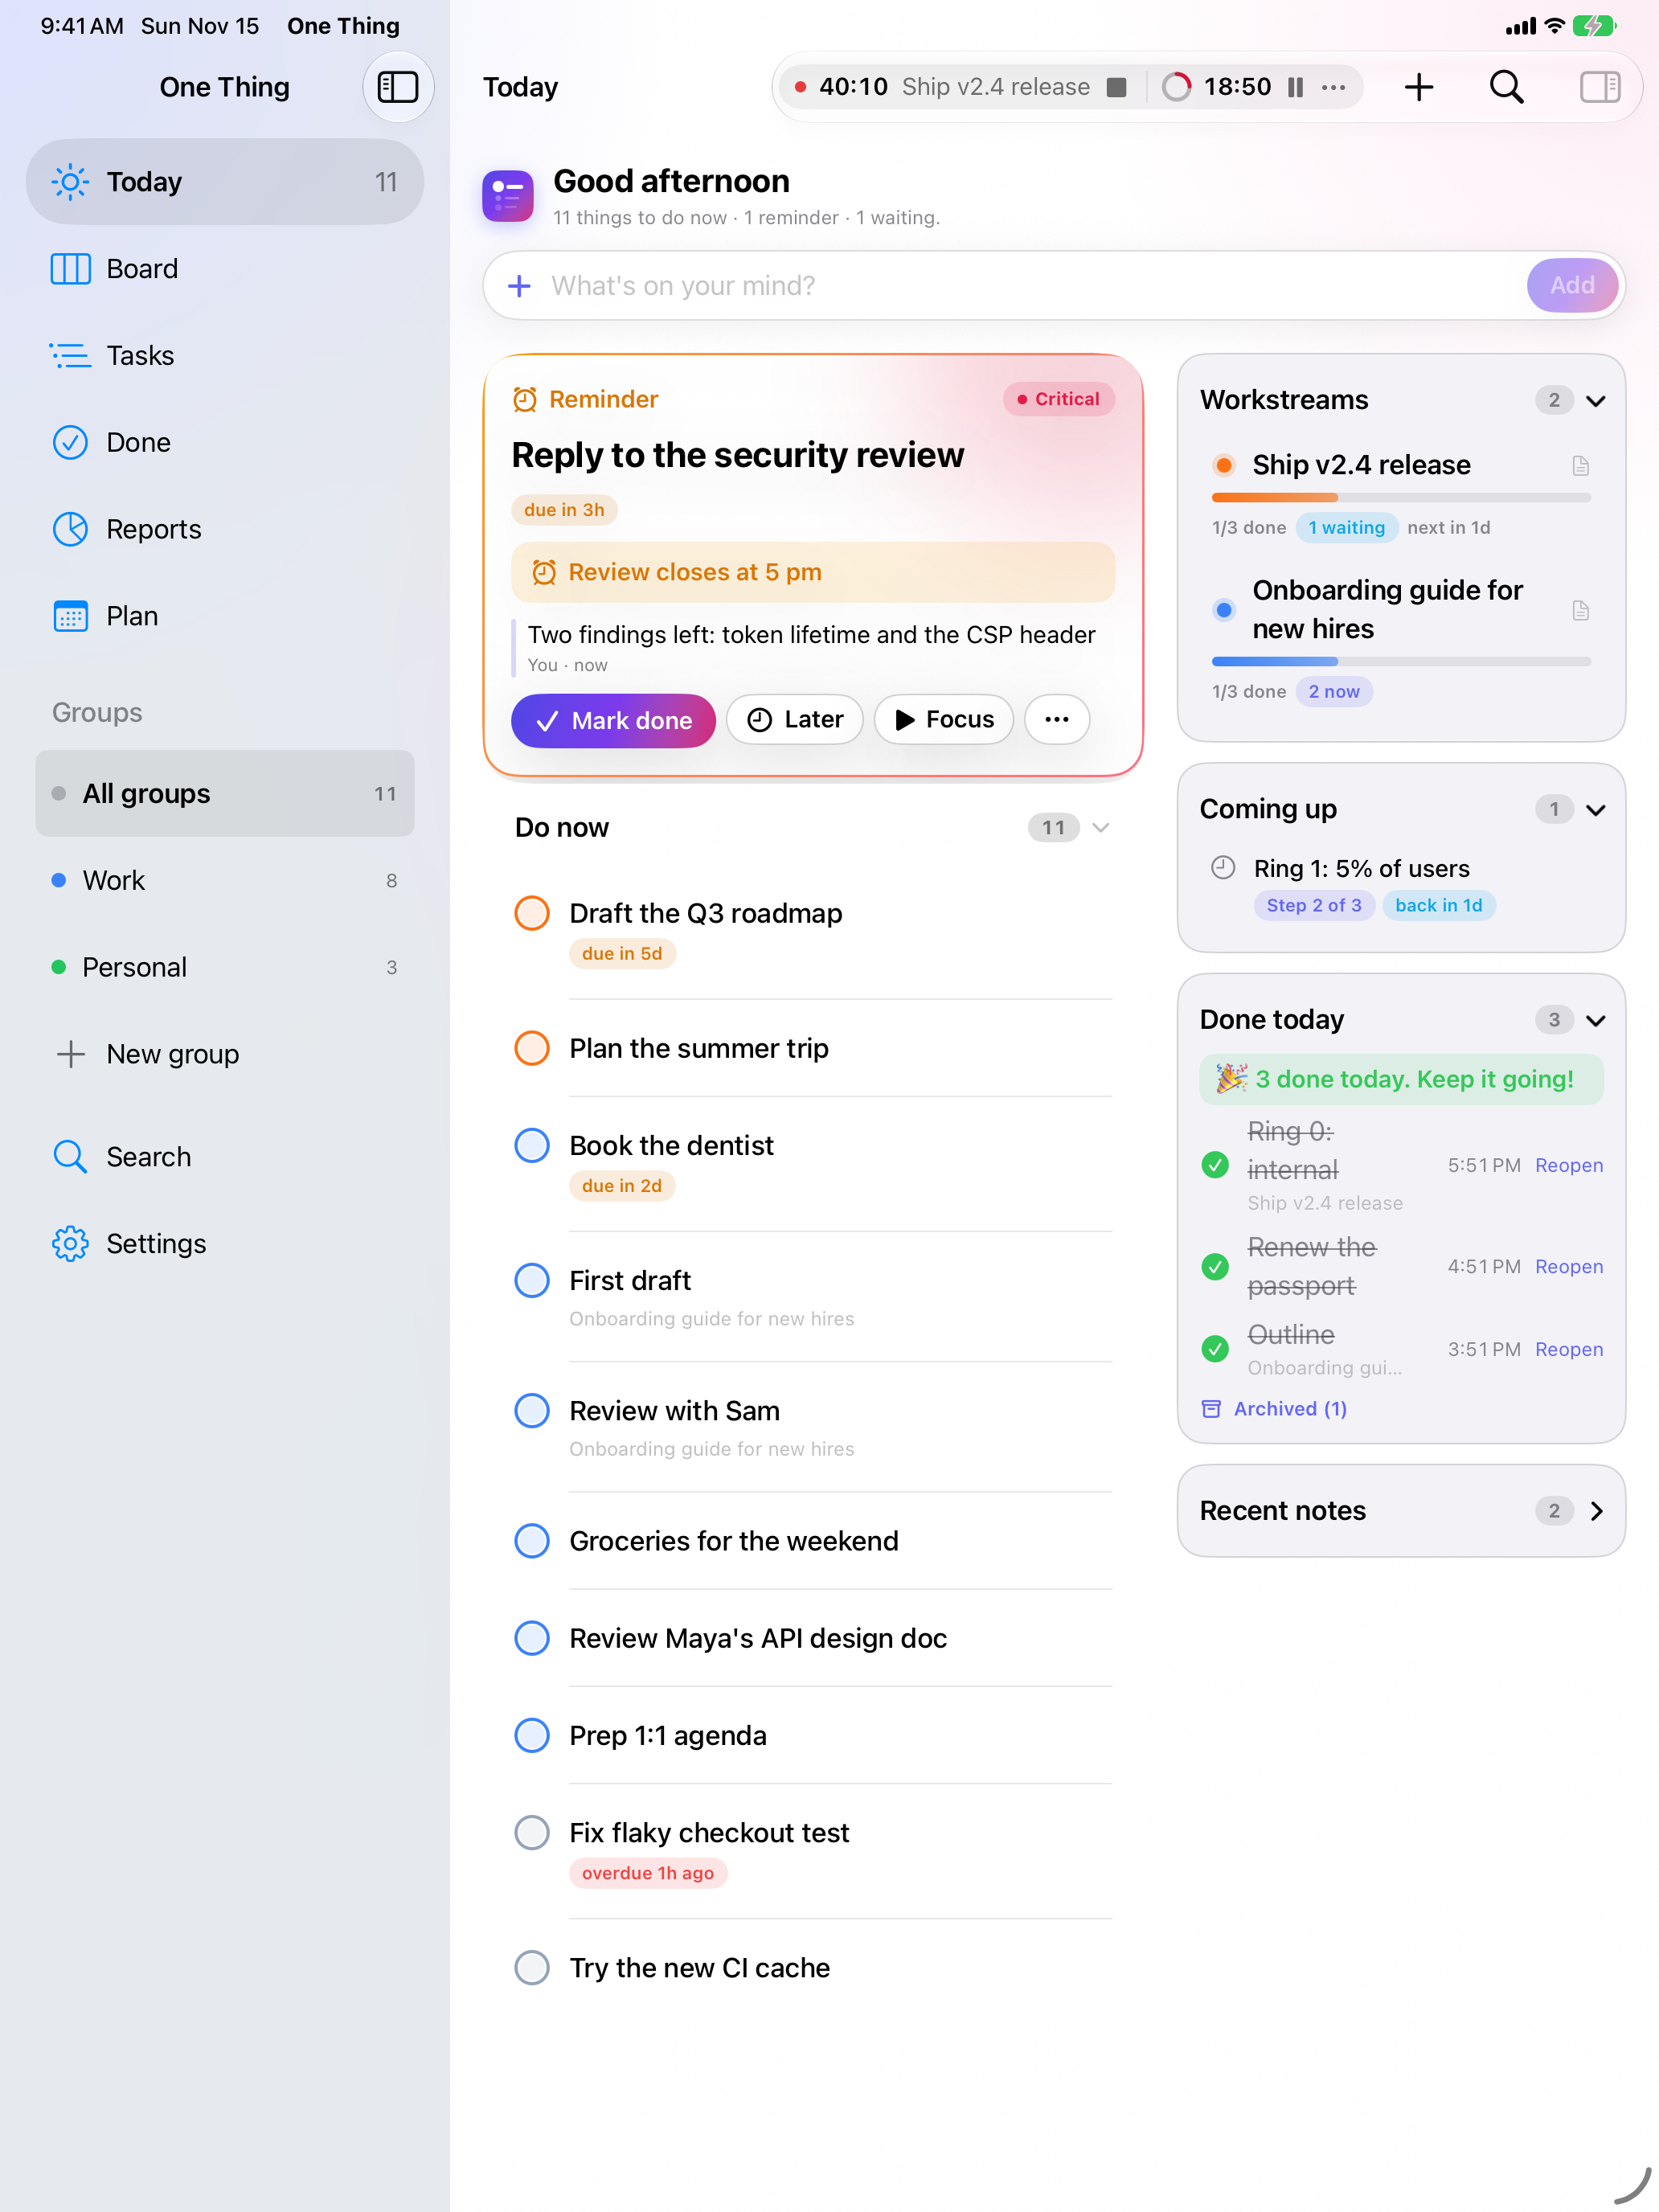 9:41 AM Sun Nov 15 One Thing
One Thing
Today 11
Board
Tasks
Done
Reports
Plan
Groups
All groups 11
Work 8
Personal 3
New group
Search
Settings
Today
40:10 Ship v2.4 release 18:50
Good afternoon
11 things to do now · 1 reminder · 1 waiting.
What's on your mind? Add
Reminder Critical
Reply to the security review
due in 3h
Review closes at 5 pm
Two findings left: token lifetime and the CSP header
You · now
Mark done Later Focus
Do now 11
Draft the Q3 roadmap
due in 5d
Plan the summer trip
Book the dentist
due in 2d
First draft
Onboarding guide for new hires
Review with Sam
Onboarding guide for new hires
Groceries for the weekend
Review Maya's API design doc
Prep 1:1 agenda
Fix flaky checkout test
overdue 1h ago
Try the new CI cache
Workstreams 2
Ship v2.4 release
1/3 done 1 waiting next in 1d
Onboarding guide for
new hires
1/3 done 2 now
Coming up 1
Ring 1: 5% of users
Step 2 of 3 back in 1d
Done today 3
🎉 3 done today. Keep it going!
Ring 0:
internal
5:51 PM Reopen
Ship v2.4 release
Renew the
passport
4:51 PM Reopen
Outline
3:51 PM Reopen
Onboarding gui...
Archived (1)
Recent notes 2